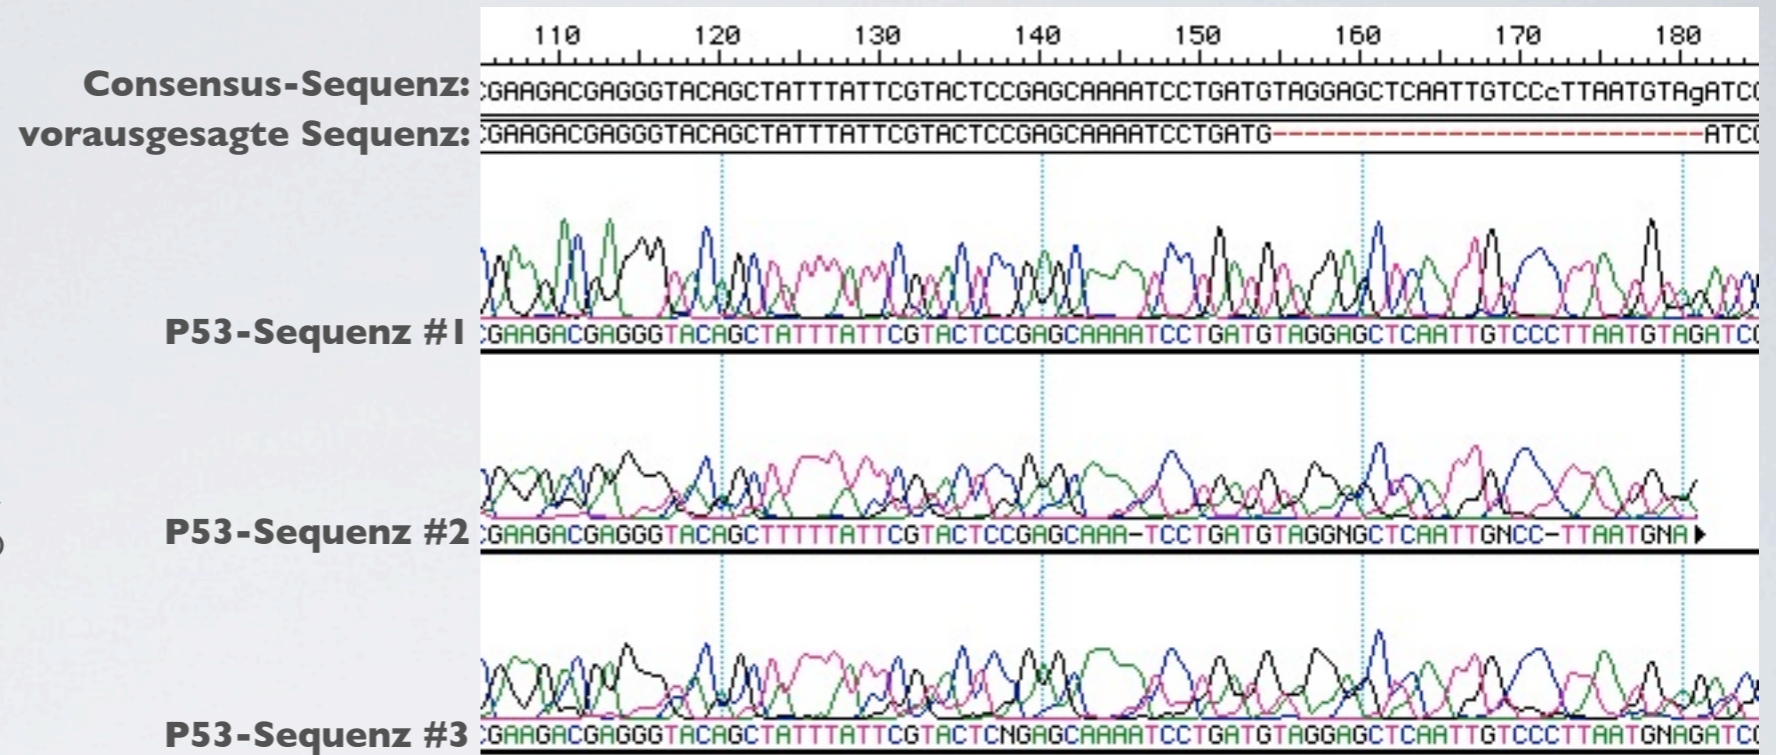 110 120 130 140 150 160 170 180
Consensus-Sequenz: CGAAGACGAGGGTACAGCTATTTATTCGTACTCCGAGCAAAATCCTGATGTAGGAGCTCAATTGTCCcTTAATGTAgATCC
vorausgesagte Sequenz: CGAAGACGAGGGTACAGCTATTTATTCGTACTCCGAGCAAAATCCTGATG---------------------------ATCC
P53-Sequenz #1 CGAAGACGAGGGTACAGCTATTTATTCGTACTCCGAGCAAAATCCTGATGTAGGAGCTCAATTGTCCCTTAATGTAGATCC
P53-Sequenz #2 CGAAGACGAGGGTACAGCTTTTTATTCGTACTCCGAGCAAA-TCCTGATGTAGGNGCTCAATTGNCC-TTAATGNA
P53-Sequenz #3 CGAAGACGAGGGTACAGCTATTTATTCGTACTCNGAGCAAAATCCTGATGTAGGAGCTCAATTGTCCCTTAATGNAGATCC